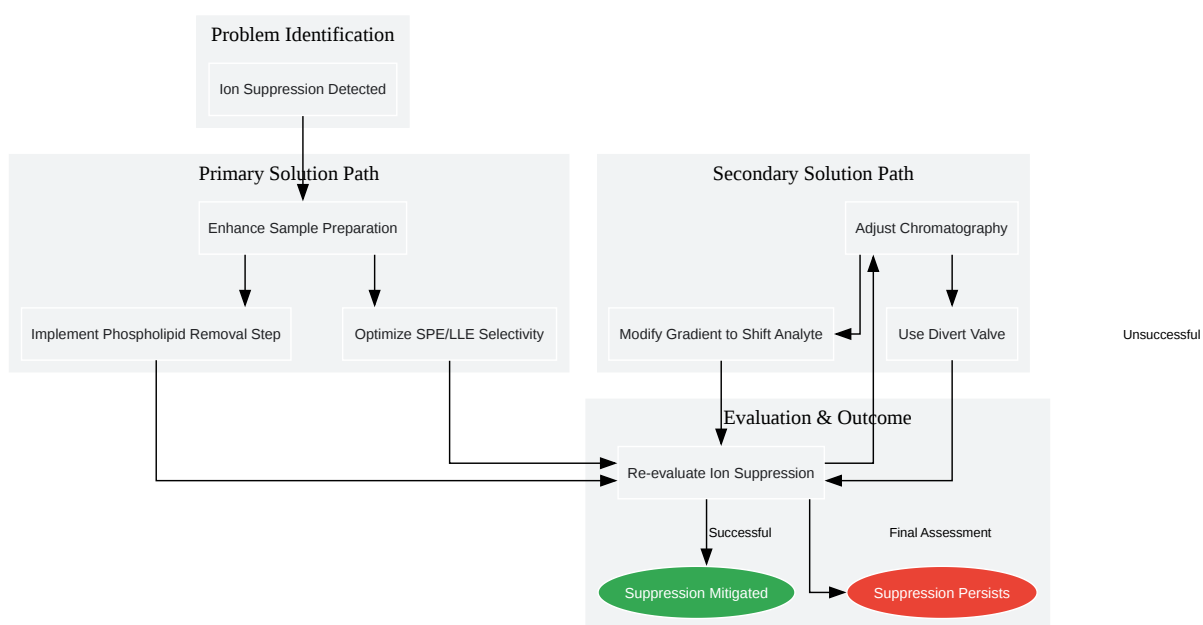 Problem Identification
Ion Suppression Detected
Primary Solution Path
Enhance Sample Preparation
Implement Phospholipid Removal Step
Optimize SPE/LLE Selectivity
Secondary Solution Path
Adjust Chromatography
Modify Gradient to Shift Analyte
Use Divert Valve
Unsuccessful
Evaluation & Outcome
Re-evaluate Ion Suppression
Successful
Final Assessment
Suppression Mitigated
Suppression Persists